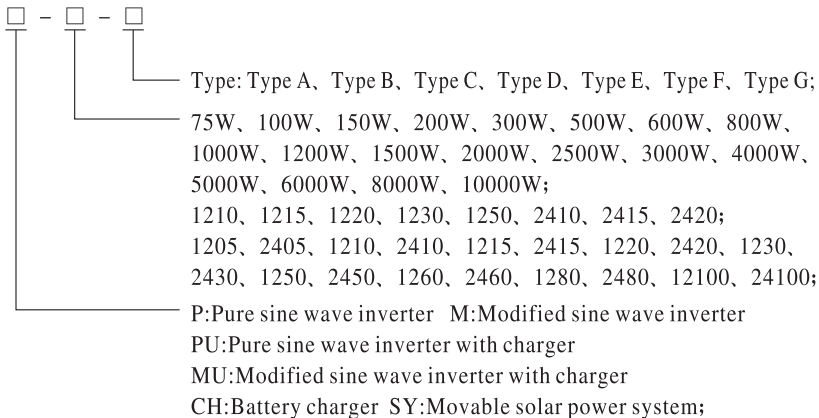 □ - □ - □
Type: Type A、Type B、Type C、Type D、Type E、Type F、Type G;
75W、100W、150W、200W、300W、500W、600W、800W、
1000W、1200W、1500W、2000W、2500W、3000W、4000W、
5000W、6000W、8000W、10000W;
1210、1215、1220、1230、1250、2410、2415、2420;
1205、2405、1210、2410、1215、2415、1220、2420、1230、
2430、1250、2450、1260、2460、1280、2480、12100、24100;
P:Pure sine wave inverter M:Modified sine wave inverter
PU:Pure sine wave inverter with charger
MU:Modified sine wave inverter with charger
CH:Battery charger SY:Movable solar power system;